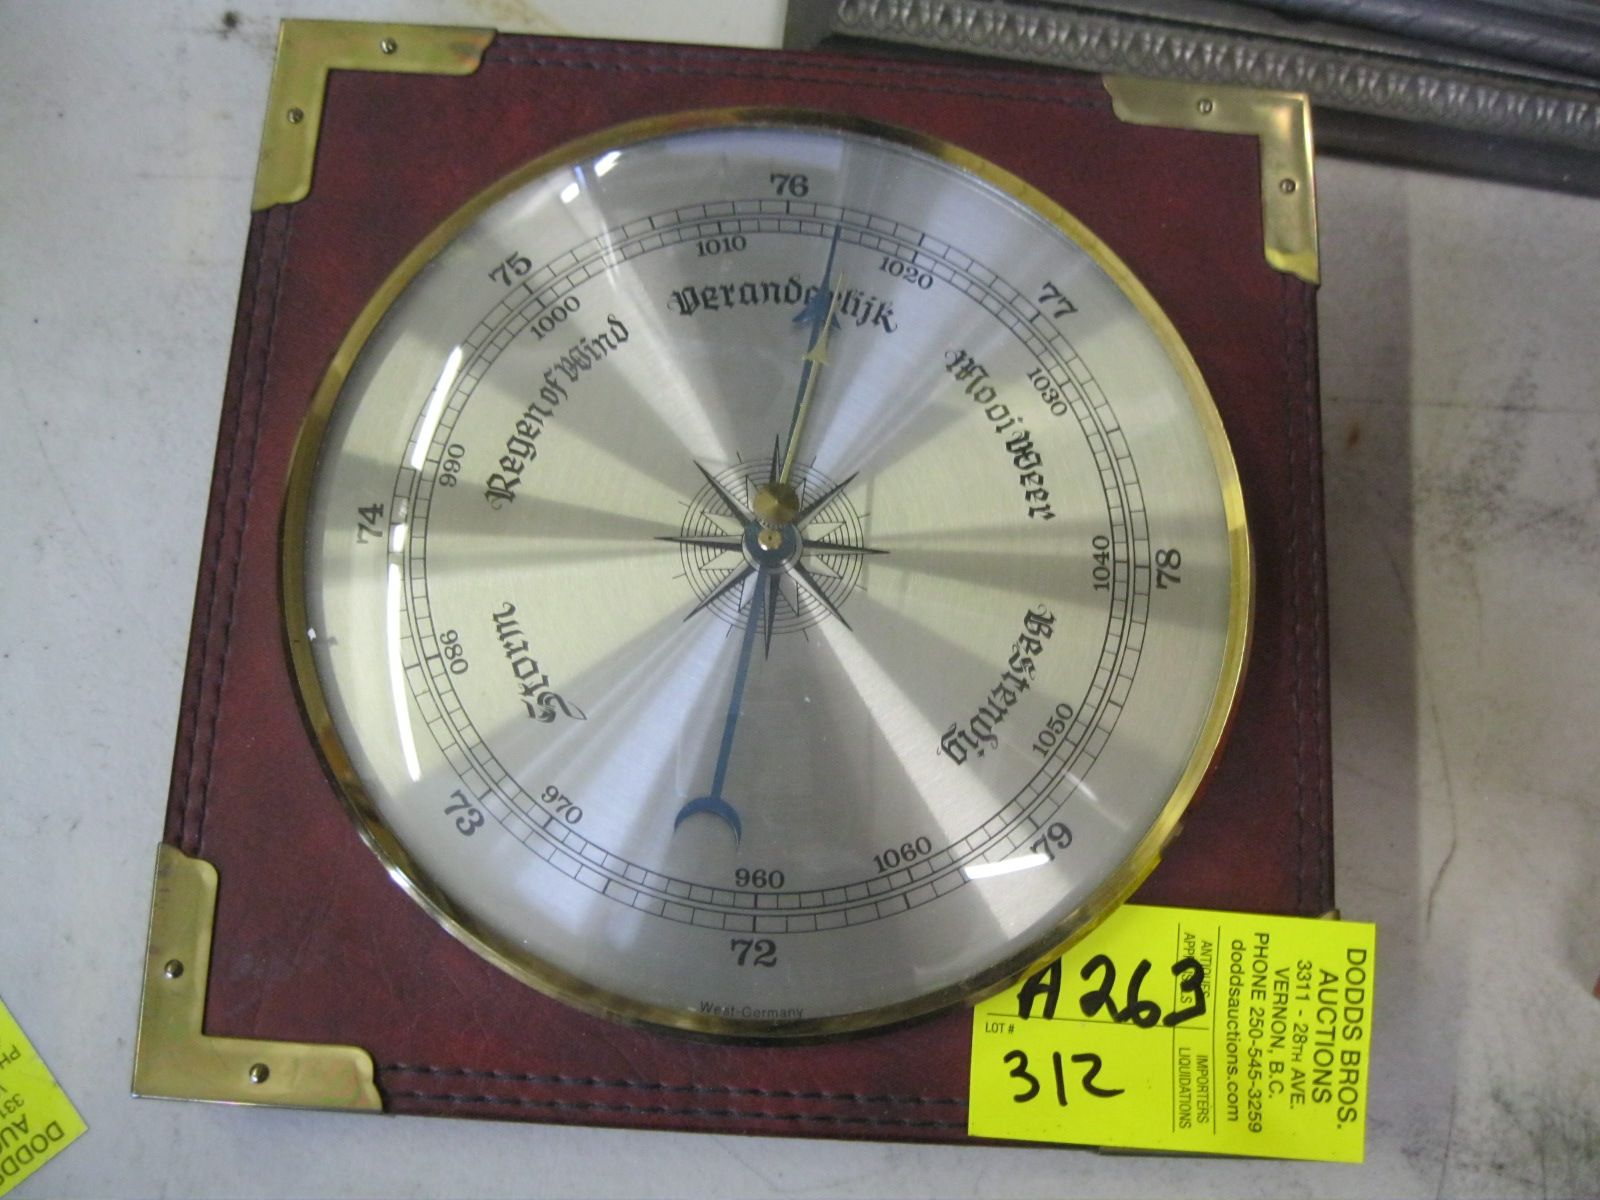 76
75
77
1010
1020
1000
1030
Veranderlijk
Regen of Wind
Mooi Weer
990
74
1040
78
Storm
Bestendig
980
1050
73
970
79
1060
960
72
West-Germany
DODDS BROS.
AUCTIONS
3311 - 28TH AVE.
VERNON, B.C.
PHONE 250-545-3259
doddsauctions.com
ANTIQUES
IMPORTERS
LIQUIDATIONS
A 263
LOT #
312
DODDS